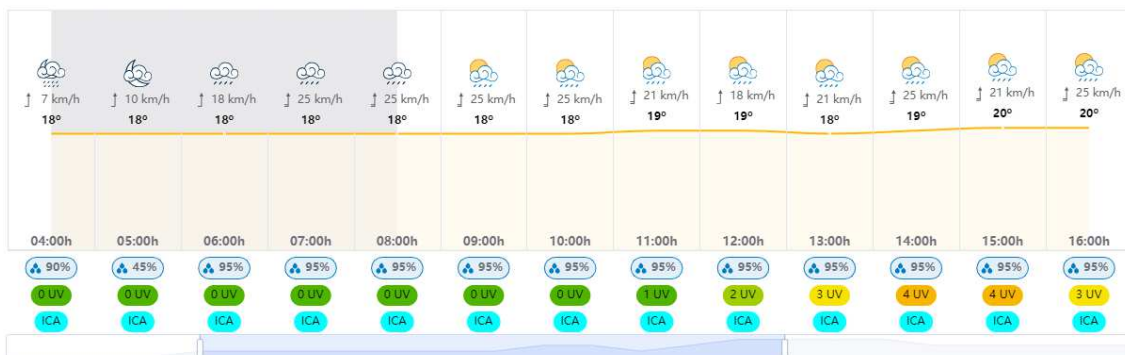 7 km/h 10 km/h 18 km/h 25 km/h 25 km/h 25 km/h 25 km/h 21 km/h 18 km/h 21 km/h 25 km/h 21 km/h 25 km/h
18º 18º 18º 18º 18º 18º 18º 19º 19º 18º 19º 20º 20º
04:00h 05:00h 06:00h 07:00h 08:00h 09:00h 10:00h 11:00h 12:00h 13:00h 14:00h 15:00h 16:00h
90% 45% 95% 95% 95% 95% 95% 95% 95% 95% 95% 95% 95%
0 UV 0 UV 0 UV 0 UV 0 UV 0 UV 0 UV 1 UV 2 UV 3 UV 4 UV 4 UV 3 UV
ICA ICA ICA ICA ICA ICA ICA ICA ICA ICA ICA ICA ICA